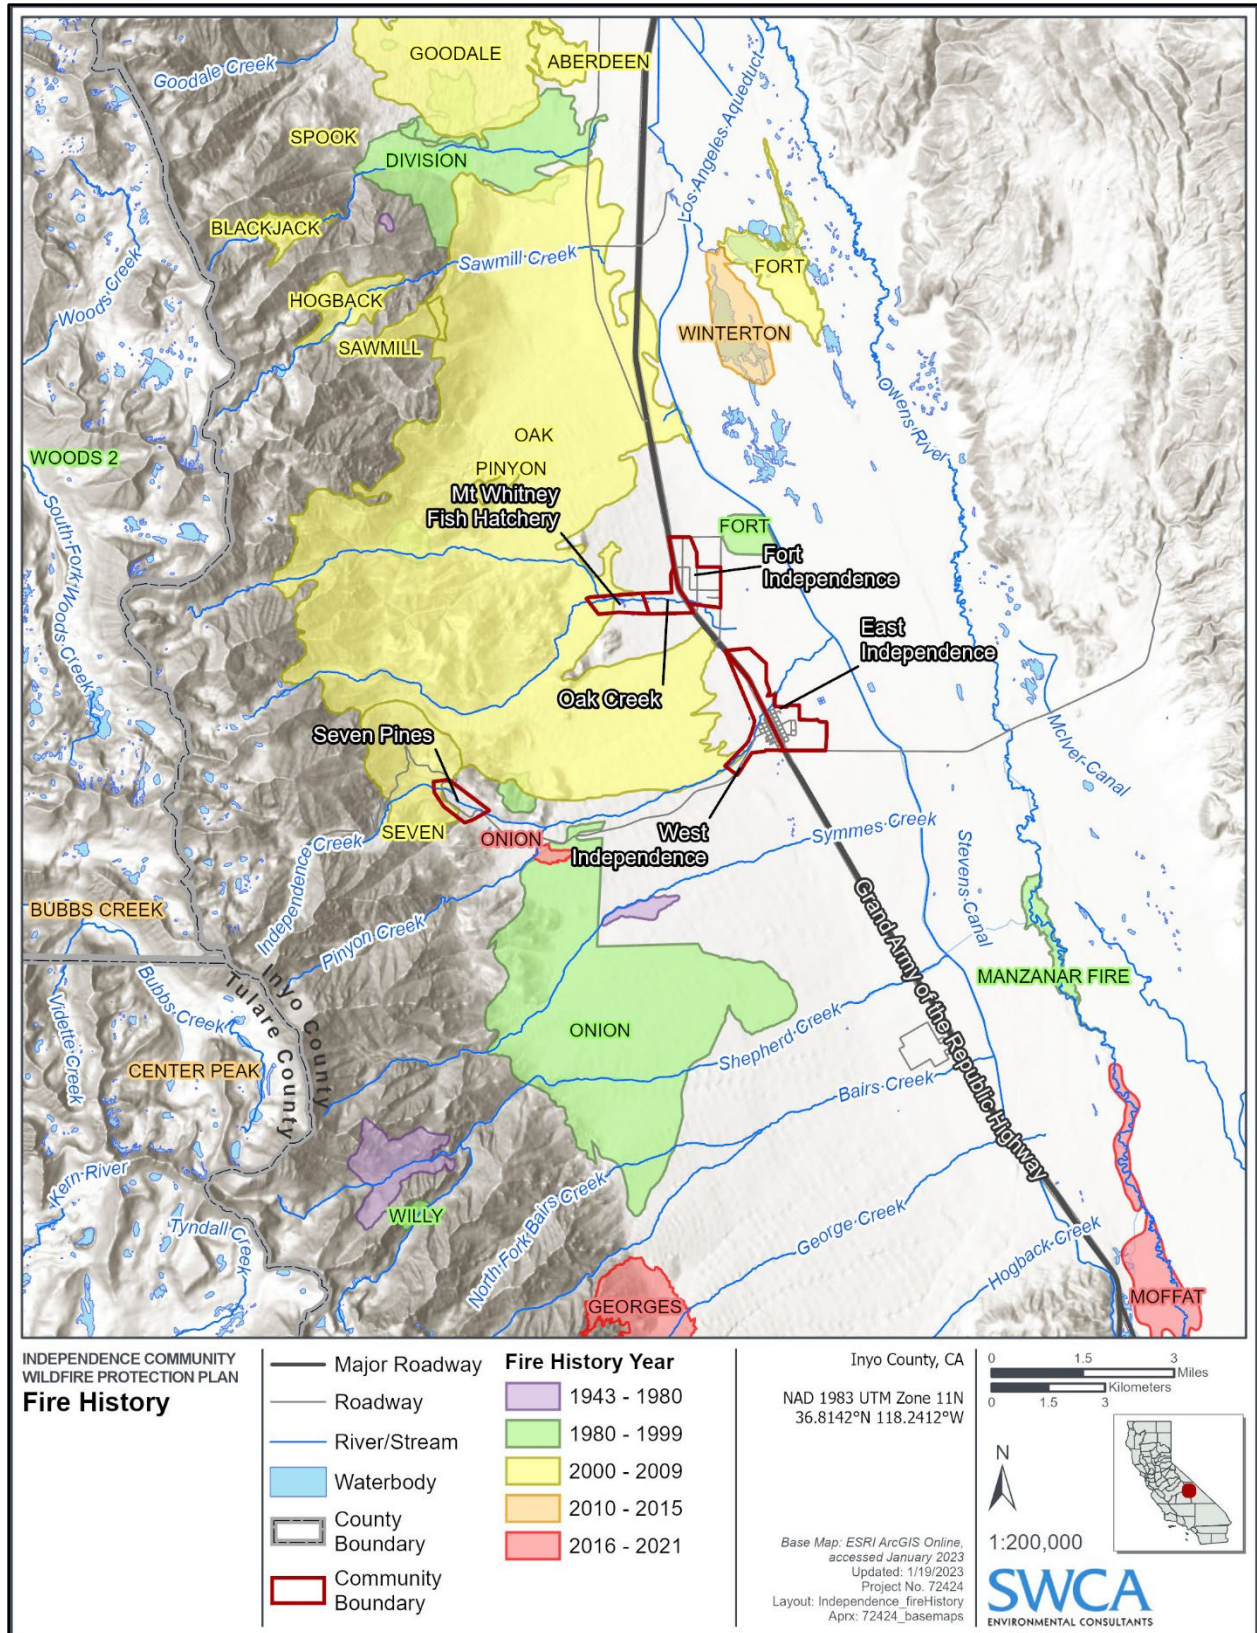 GOODALE
ABERDEEN
Goodale Creek
Los Angeles Aqueduct
SPOOK
DIVISION
BLACKJACK
Sawmill Creek
FORT
Woods Creek
HOGBACK
WINTERTON
SAWMILL
Owens River
OAK
WOODS 2
PINYON
Mt Whitney
Fish Hatchery
South Fork Woods Creek
FORT
Fort
Independence
East
Independence
Oak Creek
McIver Canal
Seven Pines
SEVEN
ONION
West
Independence
Symmes Creek
Independence Creek
Stevens Canal
BUBBS CREEK
Pinyon Creek
Grand Army of the Republic Highway
MANZANAR FIRE
Inyo County
Tulare County
Bubbs Creek
Vidette Creek
ONION
Shepherd Creek
CENTER PEAK
Bairs Creek
Kern River
WILLY
Tyndall Creek
North Fork Bairs Creek
George Creek
Hogback Creek
GEORGES
MOFFAT
INDEPENDENCE COMMUNITY
WILDFIRE PROTECTION PLAN
Fire History
Major Roadway
Roadway
River/Stream
Waterbody
County
Boundary
Community
Boundary
Fire History Year
1943 - 1980
1980 - 1999
2000 - 2009
2010 - 2015
2016 - 2021
Inyo County, CA
NAD 1983 UTM Zone 11N
36.8142°N 118.2412°W
Base Map: ESRI ArcGIS Online,
accessed January 2023
Updated: 1/19/2023
Project No. 72424
Layout: Independence_fireHistory
Aprx: 72424_basemaps
0 1.5 3
Miles
Kilometers
0 1.5 3
N
1:200,000
SWCA
ENVIRONMENTAL CONSULTANTS